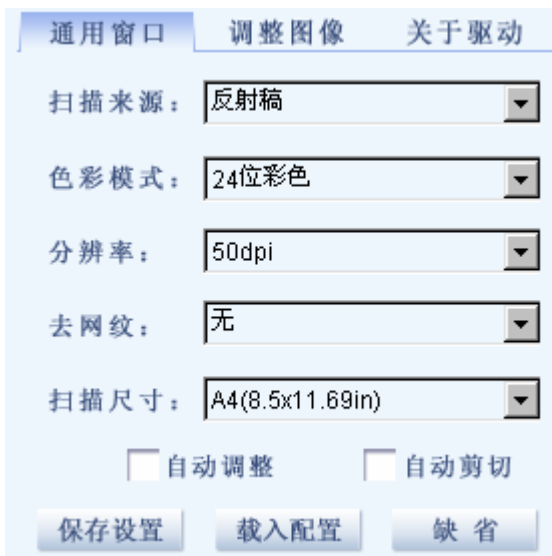 通用窗口 调整图像 关于驱动
扫描来源： 反射稿
色彩模式： 24位彩色
分辨率： 50dpi
去网纹： 无
扫描尺寸： A4(8.5x11.69in)
自动调整 自动剪切
保存设置 载入配置 缺省